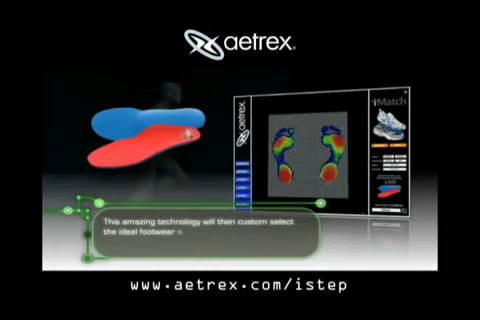 aetrex®
aetrex
iMatch
This amazing technology will then custom select
the ideal footwear
www.aetrex.com/istep